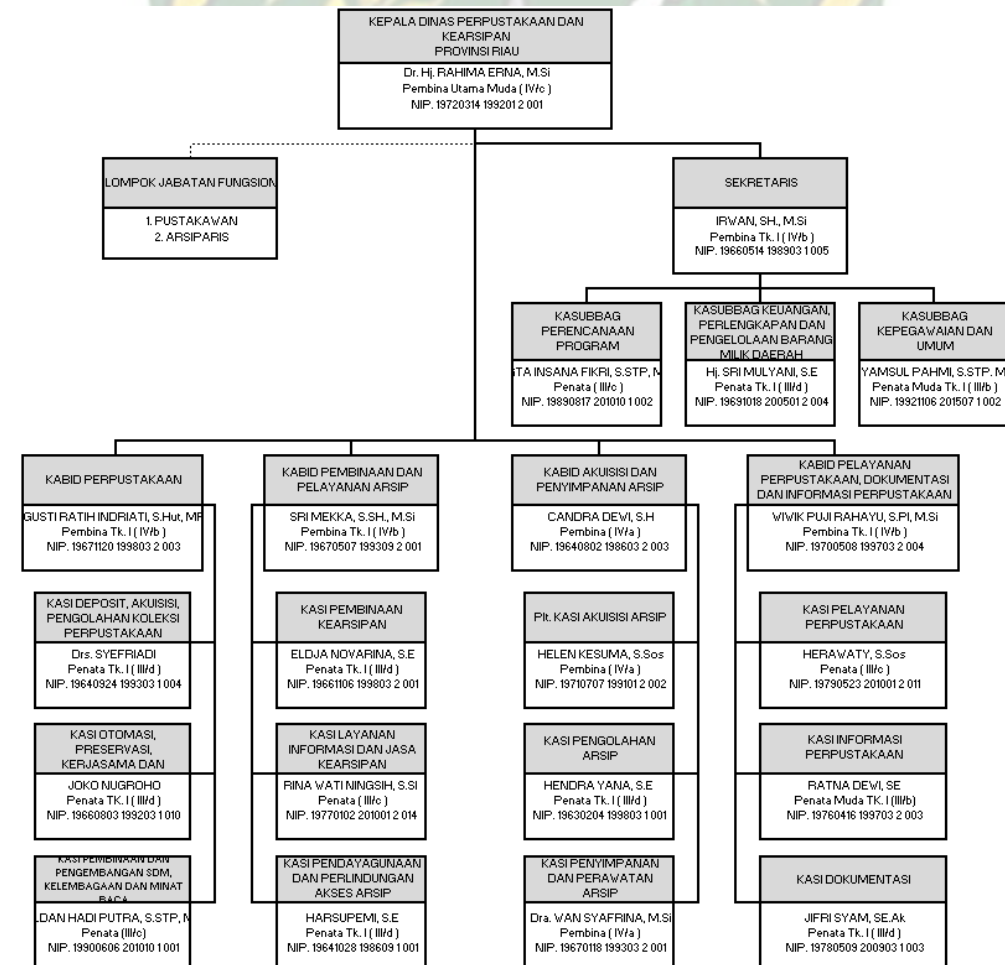 KEPALA DINAS PERPUSTAKAAN DAN
KEARSIPAN
PROVINSI RIAU
Dr. Hj. RAHIMA ERNA, M.Si
Pembina Utama Muda ( IV/c )
NIP. 19720314 199201 2 001
LOMPOK JABATAN FUNGSION
1. PUSTAKAWAN
2. ARSIPARIS
SEKRETARIS
IRWAN, SH., M.Si
Pembina Tk. I ( IV/b )
NIP. 19660514 198903 1 005
KASUBBAG
PERENCANAAN
PROGRAM
TA INSANA FIKRI, S.STP, M
Penata ( III/c )
NIP. 19890817 201010 1 002
KASUBBAG KEUANGAN,
PERLENGKAPAN DAN
PENGELOLAAN BARANG
MILIK DAERAH
Hj. SRI MULYANI, S.E
Penata Tk. I ( III/d )
NIP. 19691018 200501 2 004
KASUBBAG
KEPEGAWAIAN DAN
UMUM
YAMSUL PAHMI, S.STP. M
Penata Muda Tk. I ( III/b )
NIP. 19921106 201507 1 002
KABID PERPUSTAKAAN
GUSTI RATIH INDRIATI, S.Hut, MP
Pembina Tk. I ( IV/b )
NIP. 19671120 199803 2 003
KABID PEMBINAAN DAN
PELAYANAN ARSIP
SRI MEKKA, S.SH., M.Si
Pembina Tk. I ( IV/b )
NIP. 19670507 199309 2 001
KABID AKUISISI DAN
PENYIMPANAN ARSIP
CANDRA DEWI, S.H
Pembina ( IV/a )
NIP. 19640802 198603 2 003
KABID PELAYANAN
PERPUSTAKAAN, DOKUMENTASI
DAN INFORMASI PERPUSTAKAAN
WIWIK PUJI RAHAYU, S.PI, M.Si
Pembina Tk. I ( IV/b )
NIP. 19700508 199703 2 004
KASI DEPOSIT, AKUISISI,
PENGOLAHAN KOLEKSI
PERPUSTAKAAN
Drs. SYEFRIADI
Penata Tk. I ( III/d )
NIP. 19640924 199303 1 004
KASI PEMBINAAN
KEARSIPAN
ELDJA NOVARINA, S.E
Penata Tk. I ( III/d )
NIP. 19661106 199803 2 001
Plt. KASI AKUISISI ARSIP
HELEN KESUMA, S.Sos
Pembina ( IV/a )
NIP. 19710707 199101 2 002
KASI PELAYANAN
PERPUSTAKAAN
HERAWATY, S.Sos
Penata ( III/c )
NIP. 19790523 201001 2 011
KASI OTOMASI,
PRESERVASI,
KERJASAMA DAN
JOKO NUGROHO
Penata TK. I ( III/d )
NIP. 19660803 199203 1 010
KASI LAYANAN
INFORMASI DAN JASA
KEARSIPAN
RINA WATI NINGSIH, S.SI
Penata ( III/c )
NIP. 19770102 201001 2 014
KASI PENGOLAHAN
ARSIP
HENDRA YANA, S.E
Penata Tk. I ( III/d )
NIP. 19630204 199803 1 001
KASI INFORMASI
PERPUSTAKAAN
RATNA DEWI, SE
Penata Muda TK. I (III/b)
NIP. 19760416 199703 2 003
KASI PEMBINAAN DAN
PENGEMBANGAN SDM,
KELEMBAGAAN DAN MINAT
BACA
LDAN HADI PUTRA, S.STP, M
Penata (III/c)
NIP. 19900606 201010 1 001
KASI PENDAYAGUNAAN
DAN PERLINDUNGAN
AKSES ARSIP
HARSUPEMI, S.E
Penata Tk. I ( III/d )
NIP. 19641028 198609 1 001
KASI PENYIMPANAN
DAN PERAWATAN
ARSIP
Dra. WAN SYAFRINA, M.Si
Pembina ( IV/a )
NIP. 19670118 199303 2 001
KASI DOKUMENTASI
JIFRI SYAM, SE.Ak
Penata Tk. I ( III/d )
NIP. 19780509 200903 1 003